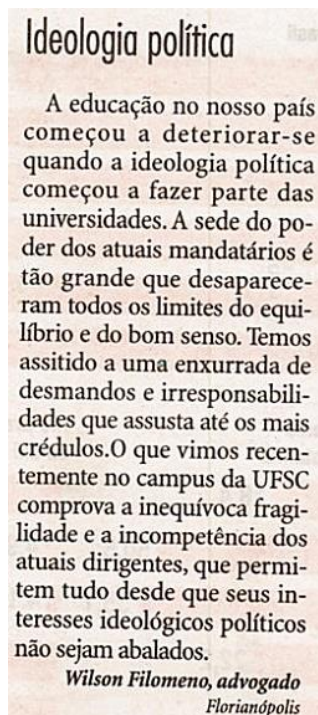 Ideologia política
A educação no nosso país
começou a deteriorar-se
quando a ideologia política
começou a fazer parte das
universidades. A sede do po-
der dos atuais mandatários é
tão grande que desaparece-
ram todos os limites do equi-
líbrio e do bom senso. Temos
assitido a uma enxurrada de
desmandos e irresponsabili-
dades que assusta até os mais
crédulos.O que vimos recen-
temente no campus da UFSC
comprova a inequívoca fragi-
lidade e a incompetência dos
atuais dirigentes, que permi-
tem tudo desde que seus in-
teresses ideológicos políticos
não sejam abalados.
Wilson Filomeno, advogado
Florianópolis